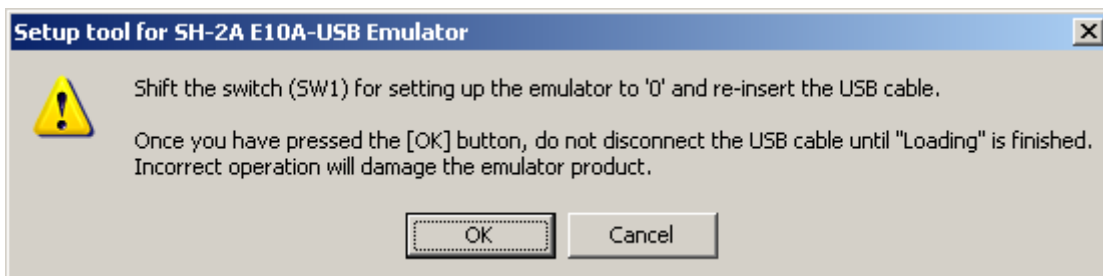 Setup tool for SH-2A E10A-USB Emulator
Shift the switch (SW1) for setting up the emulator to '0' and re-insert the USB cable.
Once you have pressed the [OK] button, do not disconnect the USB cable until "Loading" is finished.
Incorrect operation will damage the emulator product.
OK Cancel